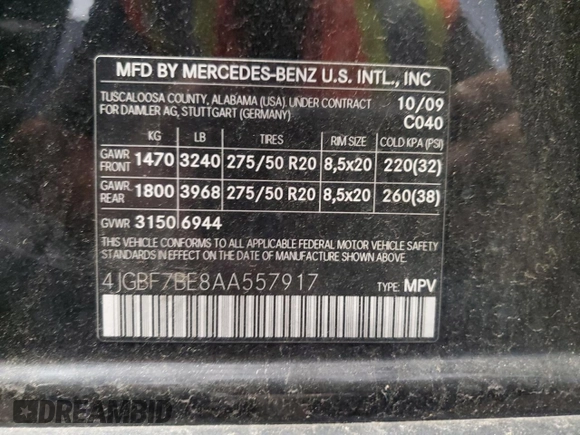 MFD BY MERCEDES-BENZ U.S. INTL., INC
TUSCALOOSA COUNTY, ALABAMA (USA), UNDER CONTRACT 10/09
FOR DAIMLER AG, STUTTGART (GERMANY) C040
KG LB TIRES RIM SIZE COLD KPA (PSI)
GAWR FRONT 1470 3240 275/50 R20 8,5x20 220(32)
GAWR. REAR 1800 3968 275/50 R20 8,5x20 260(38)
GVWR 3150 6944
THIS VEHICLE CONFORMS TO ALL APPLICABLE FEDERAL MOTOR VEHICLE SAFETY
STANDARDS IN EFFECT ON THE DATE OF MANUFACTURE SHOWN ABOVE
4JGBF7BE8AA557917 TYPE: MPV
DREAMBID